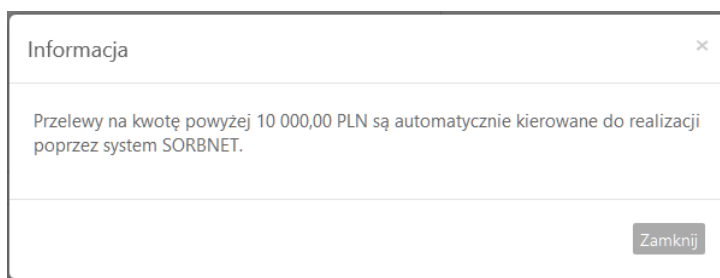 Informacja
×
Przelewy na kwotę powyżej 10 000,00 PLN są automatycznie kierowane do realizacji
poprzez system SORBNET.
Zamknij